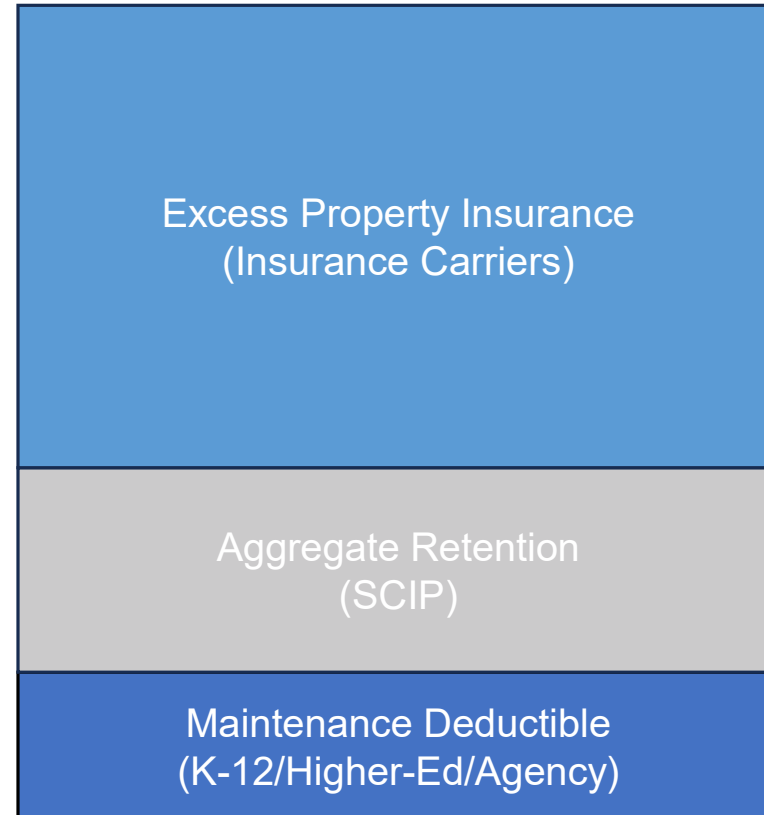 Excess Property Insurance
(Insurance Carriers)
Aggregate Retention
(SCIP)
Maintenance Deductible
(K-12/Higher-Ed/Agency)